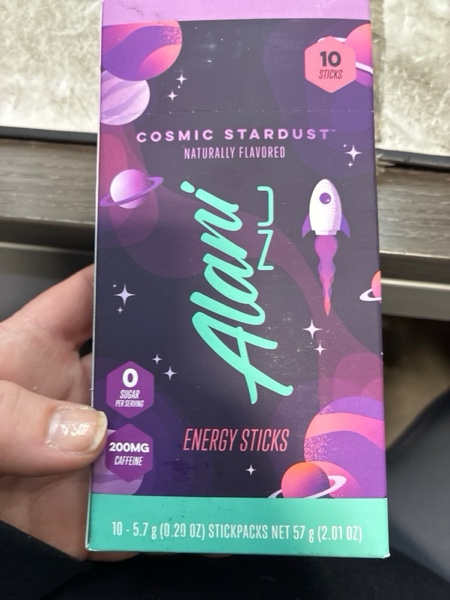 10
STICKS
COSMIC STARDUST™
NATURALLY FLAVORED
Alani
NU
0
SUGAR
PER SERVING
200MG
CAFFEINE
ENERGY STICKS
10 - 5.7 g (0.20 OZ) STICKPACKS NET 57 g (2.01 OZ)